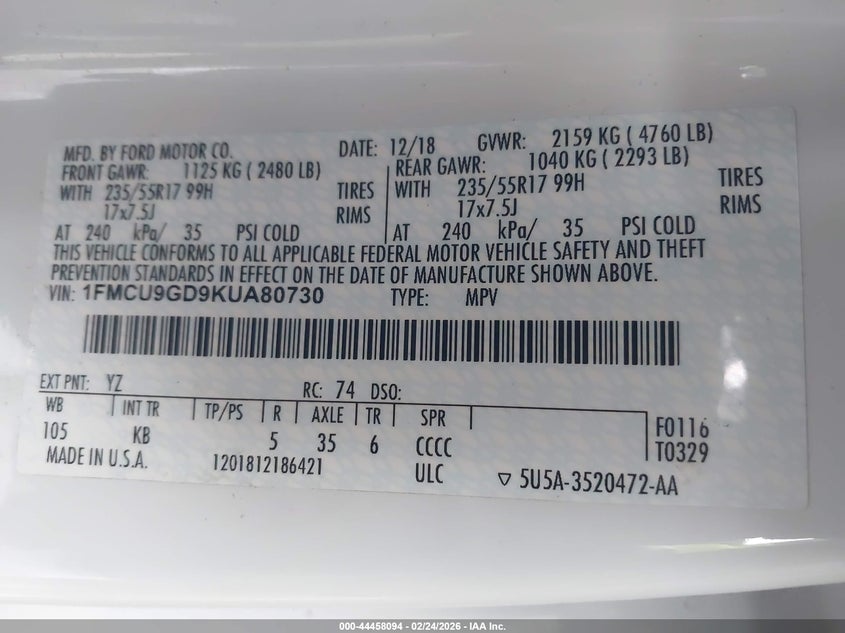 MFD. BY FORD MOTOR CO. DATE: 12/18 GVWR: 2159 KG ( 4760 LB)
FRONT GAWR: 1125 KG ( 2480 LB) REAR GAWR: 1040 KG ( 2293 LB)
WITH 235/55R17 99H TIRES WITH 235/55R17 99H TIRES
17x7.5J RIMS 17x7.5J RIMS
AT 240 kPa/ 35 PSI COLD AT 240 kPa/ 35 PSI COLD
THIS VEHICLE CONFORMS TO ALL APPLICABLE FEDERAL MOTOR VEHICLE SAFETY AND THEFT
PREVENTION STANDARDS IN EFFECT ON THE DATE OF MANUFACTURE SHOWN ABOVE.
VIN: 1FMCU9GD9KUA80730 TYPE: MPV
EXT PNT: YZ RC: 74 DSO:
WB INT TR TP/PS R AXLE TR SPR F0116
105 KB 5 35 6 CCCC T0329
MADE IN U.S.A. 1201812186421 ULC ▽ 5U5A-3520472-AA
000-44458094 - 02/24/2026 - IAA Inc.